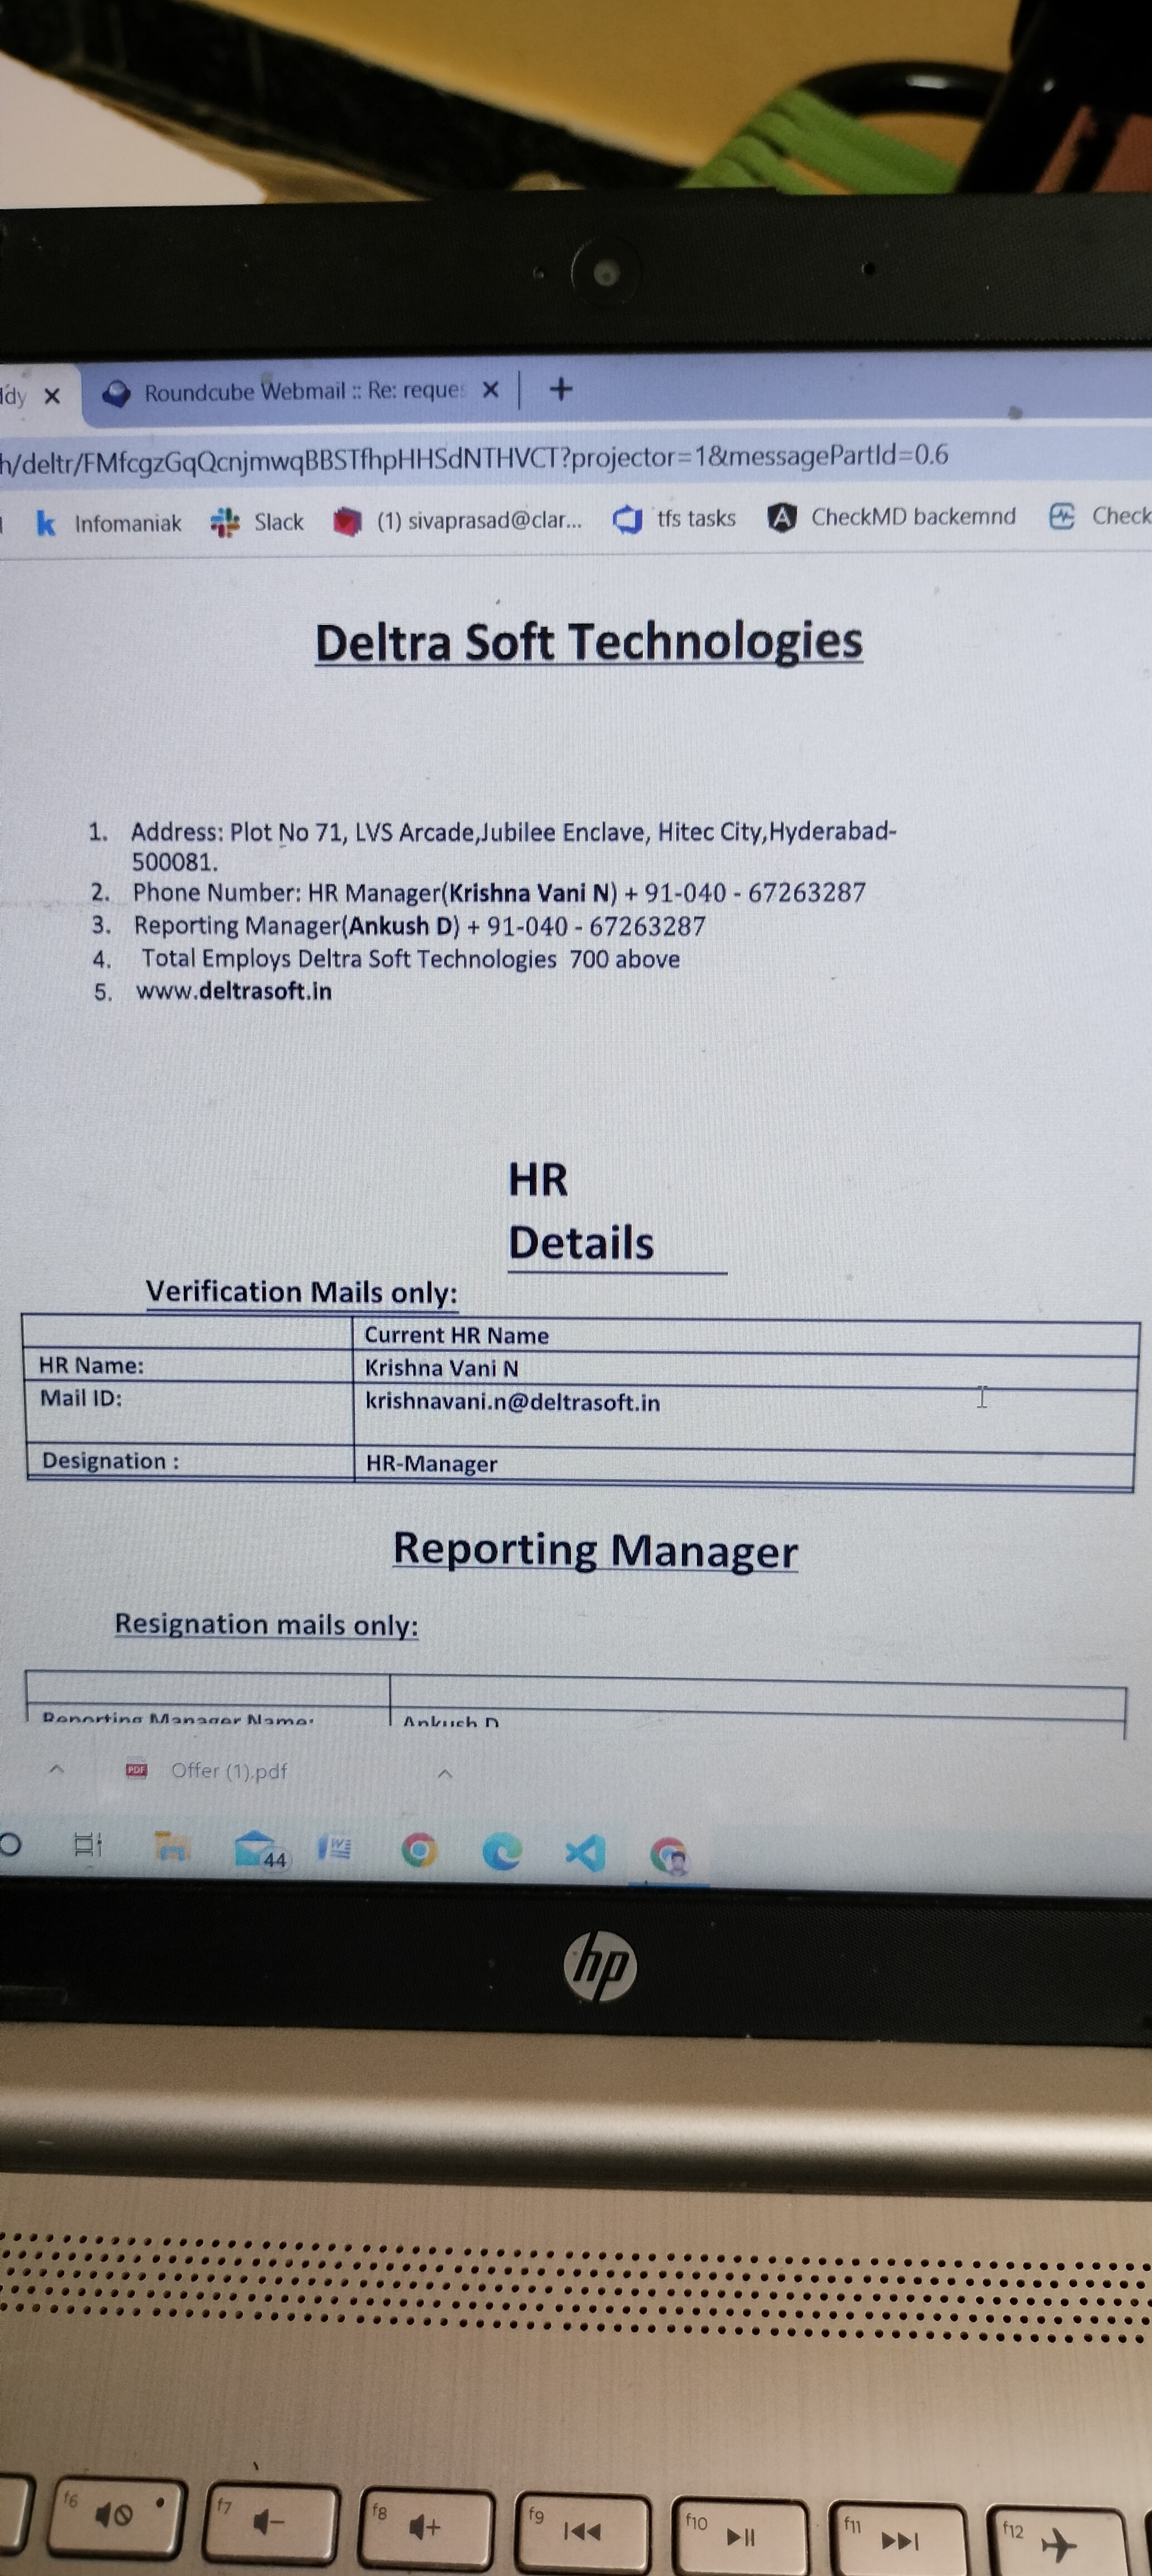 ldy
Roundcube Webmail :: Re: reque
h/deltr/FMfcgzGqQcnjmwqBBSTfhpHHSdNTHVCT?projector=1&messagePartId=0.6
Infomaniak Slack (1) sivaprasad@clar... tfs tasks CheckMD backemnd Check
Deltra Soft Technologies
1. Address: Plot No 71, LVS Arcade,Jubilee Enclave, Hitec City,Hyderabad-
500081.
2. Phone Number: HR Manager(Krishna Vani N) + 91-040 - 67263287
3. Reporting Manager(Ankush D) + 91-040 - 67263287
4. Total Employs Deltra Soft Technologies 700 above
5. www.deltrasoft.in
HR
Details
Verification Mails only:
Current HR Name
HR Name: Krishna Vani N
Mail ID: krishnavani.n@deltrasoft.in
Designation : HR-Manager
Reporting Manager
Resignation mails only:
Reporting Manager Name: Ankush D
PDF Offer (1).pdf
44
hp
f6 f7 f8 f9 f10 f11 f12